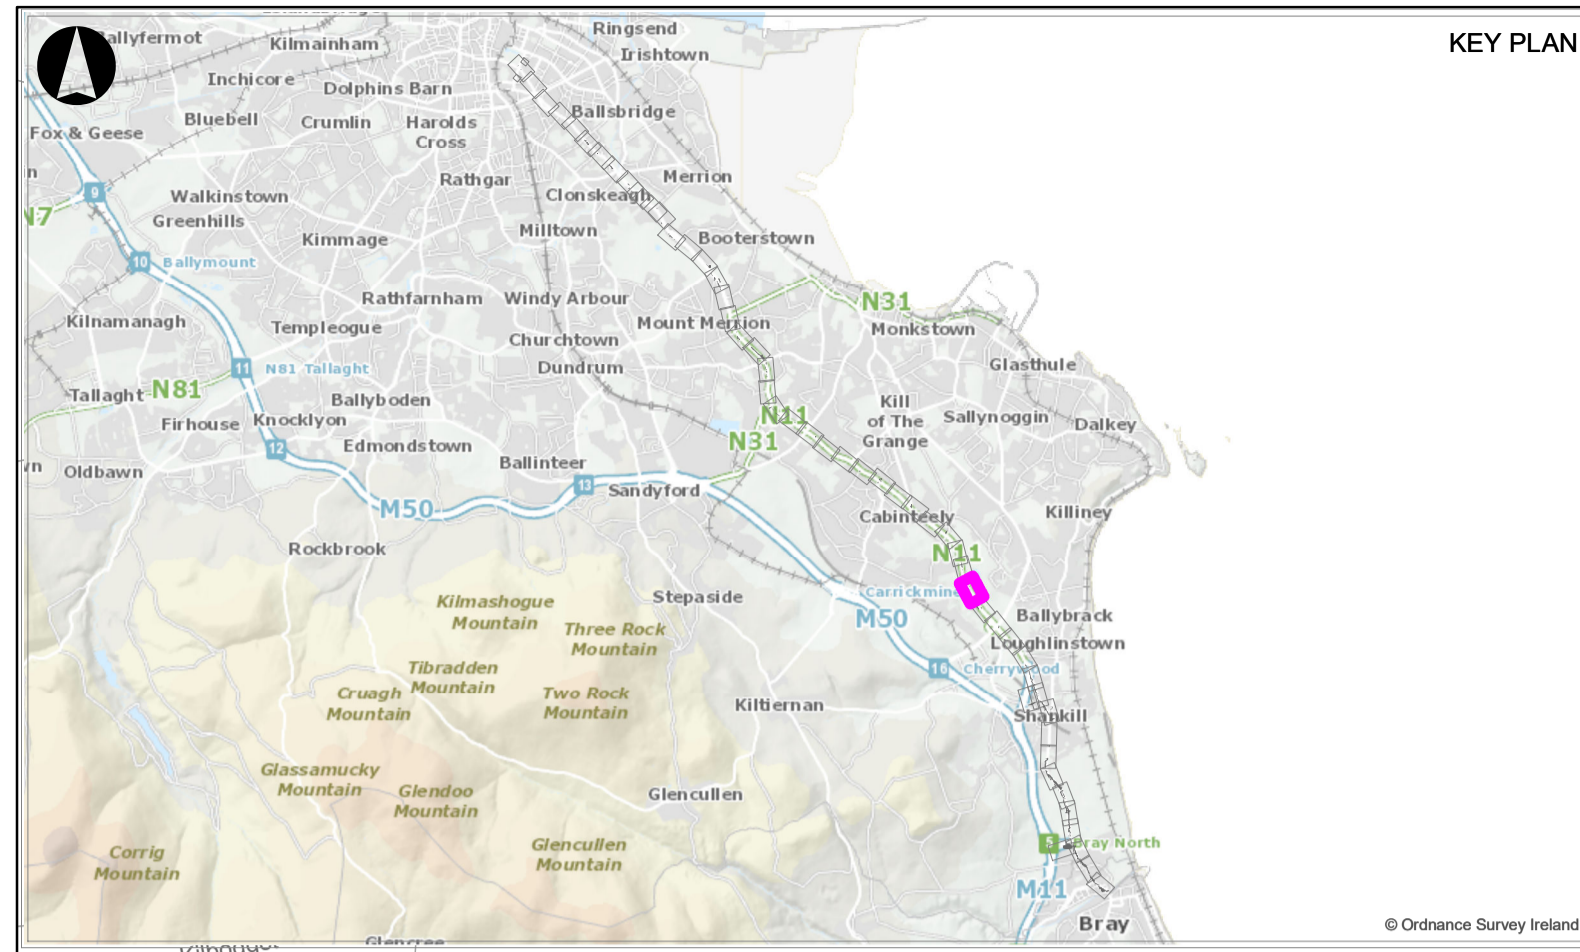 KEY PLAN
Ringsend
Ballyfermot
Kilmainham
Irishtown
Inchicore
Dolphins Barn
Ballsbridge
Bluebell
Crumlin
Harolds
Cross
Fox & Geese
Rathgar
Merrion
9
Walkinstown
Clonskeagh
N7
Greenhills
Milltown
Kimmage
Booterstown
10
Ballymount
Rathfarnham
Windy Arbour
N31
Kilnamanagh
Templeogue
Mount Merrion
Monkstown
Churchtown
11
N81 Tallaght
Dundrum
Glasthule
Tallaght
N81
Ballyboden
Kill
of The
Grange
Sallynoggin
N11
Firhouse
Knocklyon
Dalkey
N31
12
Edmondstown
Oldbawn
Ballinteer
13
Sandyford
M50
Cabinteely
Killiney
Rockbrook
N11
Carrickmine
Stepaside
Kilmashogue
Mountain
M50
Ballybrack
Three Rock
Mountain
Loughlinstown
Tibradden
Mountain
16
Cherrywood
Cruagh
Mountain
Two Rock
Mountain
Kiltiernan
Shankill
Glassamucky
Mountain
Glendoo
Mountain
Glencullen
Glencullen
Mountain
5
Bray North
Corrig
Mountain
M11
Bray
© Ordnance Survey Ireland
Glencree